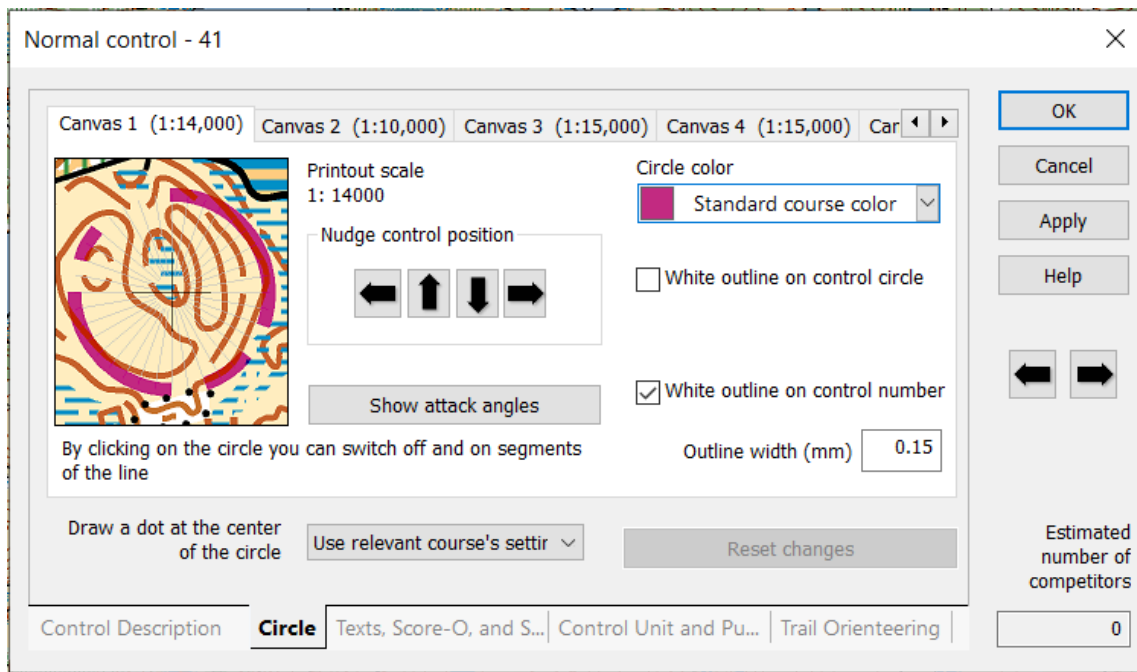 Normal control - 41
OK
Cancel
Apply
Help
Canvas 1 (1:14,000)
Canvas 2 (1:10,000)
Canvas 3 (1:15,000)
Canvas 4 (1:15,000)
Car
Printout scale
1: 14000
Nudge control position
Show attack angles
Circle color
Standard course color
White outline on control circle
White outline on control number
Outline width (mm)
0.15
By clicking on the circle you can switch off and on segments
of the line
Draw a dot at the center
of the circle
Use relevant course's settir
Reset changes
Estimated
number of
competitors
0
Control Description
Circle
Texts, Score-O, and S...
Control Unit and Pu...
Trail Orienteering